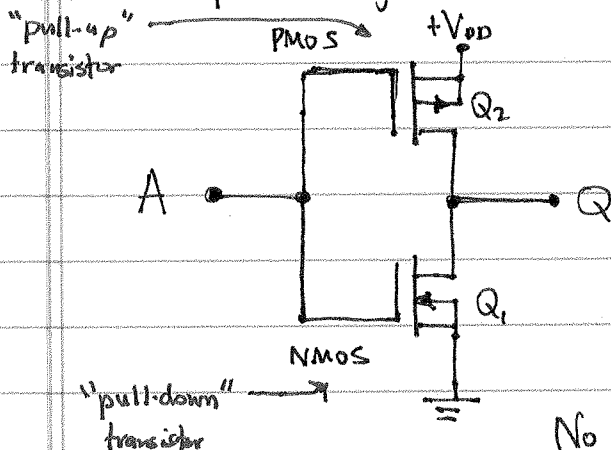 "pull-up"
transistor
PMOS
+VDD
Q2
A
Q
Q1
NMOS
"pull-down"
transistor
No